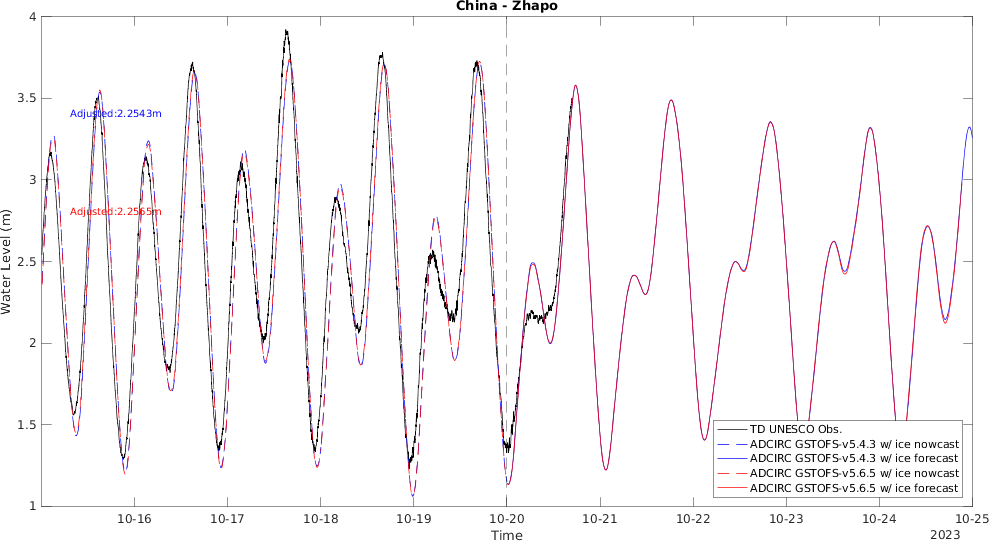 China - Zhapo
Water Level (m)
4
3.5
3
2.5
2
1.5
1
Adjusted:2.2543m
Adjusted:2.2565m
TD UNESCO Obs.
ADCIRC GSTOFS-v5.4.3 w/ ice nowcast
ADCIRC GSTOFS-v5.4.3 w/ ice forecast
ADCIRC GSTOFS-v5.6.5 w/ ice nowcast
ADCIRC GSTOFS-v5.6.5 w/ ice forecast
10-16 10-17 10-18 10-19 10-20 10-21 10-22 10-23 10-24 10-25
Time
2023